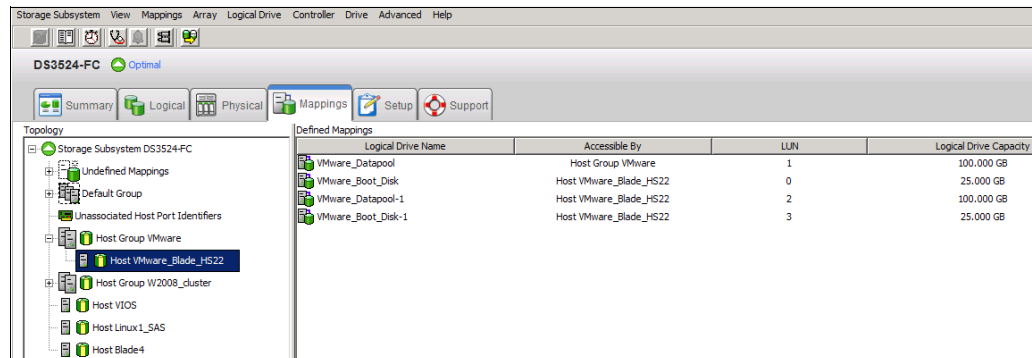 Storage Subsystem View Mappings Array Logical Drive Controller Drive Advanced Help
DS3524-FC Optimal
Summary Logical Physical Mappings Setup Support
Topology
Storage Subsystem DS3524-FC
Undefined Mappings
Default Group
Unassociated Host Port Identifiers
Host Group VMware
Host VMware_Blade_HS22
Host Group W2008_cluster
Host VIOS
Host Linux1_SAS
Host Blade4
Defined Mappings
Logical Drive Name Accessible By LUN Logical Drive Capacity
VMware_Datapool Host Group VMware 1 100.000 GB
VMware_Boot_Disk Host VMware_Blade_HS22 0 25.000 GB
VMware_Datapool-1 Host VMware_Blade_HS22 2 100.000 GB
VMware_Boot_Disk-1 Host VMware_Blade_HS22 3 25.000 GB